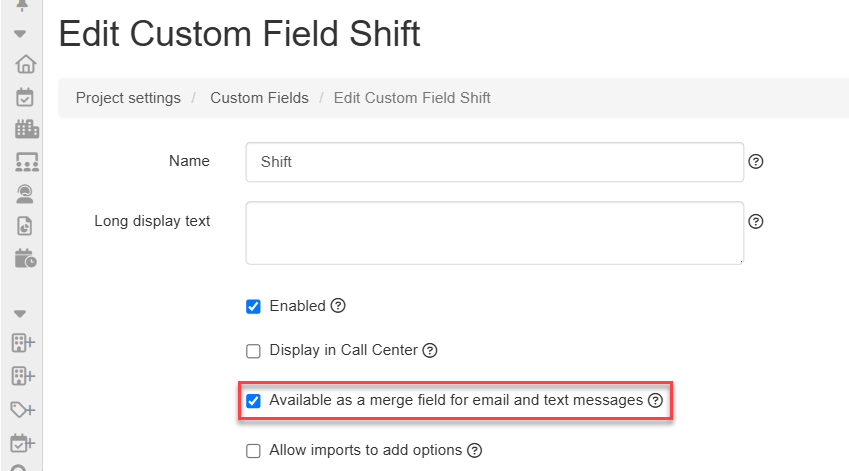 Edit Custom Field Shift
Project settings / Custom Fields / Edit Custom Field Shift
Name Shift
Long display text
Enabled
Display in Call Center
Available as a merge field for email and text messages
Allow imports to add options